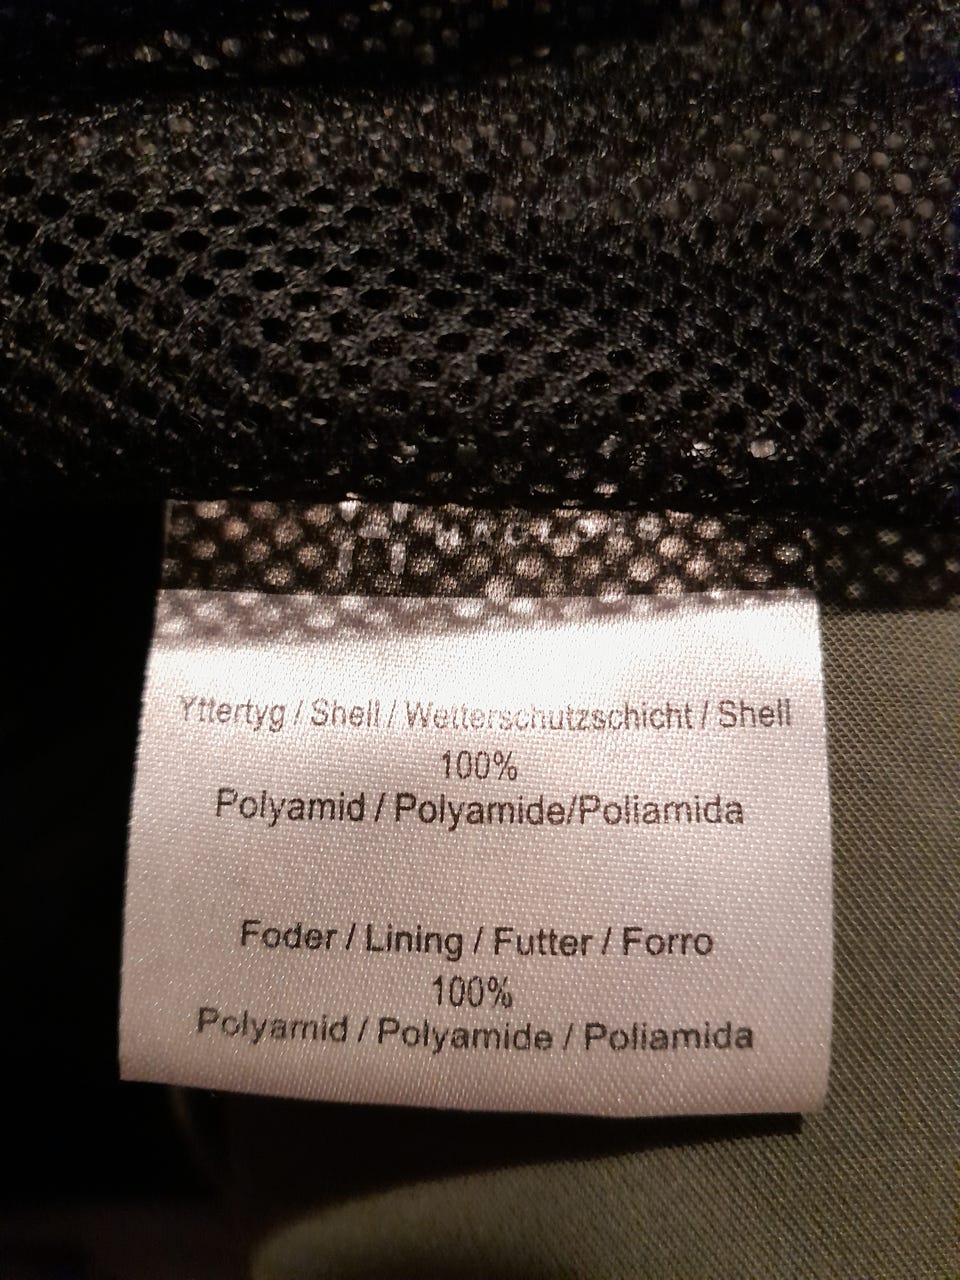 Yttertyg / Shell / Wetterschutzschicht / Shell
100%
Polyamid / Polyamide/Poliamida
Foder / Lining / Futter / Forro
100%
Polyamid / Polyamide / Poliamida